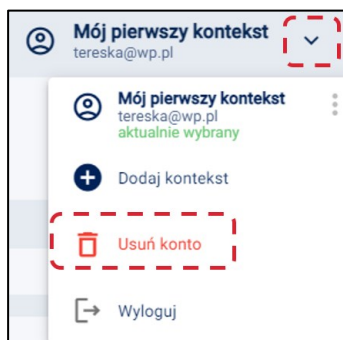 Mój pierwszy kontekst
tereska@wp.pl
Mój pierwszy kontekst
tereska@wp.pl
aktualnie wybrany
Dodaj kontekst
Usuń konto
Wyloguj